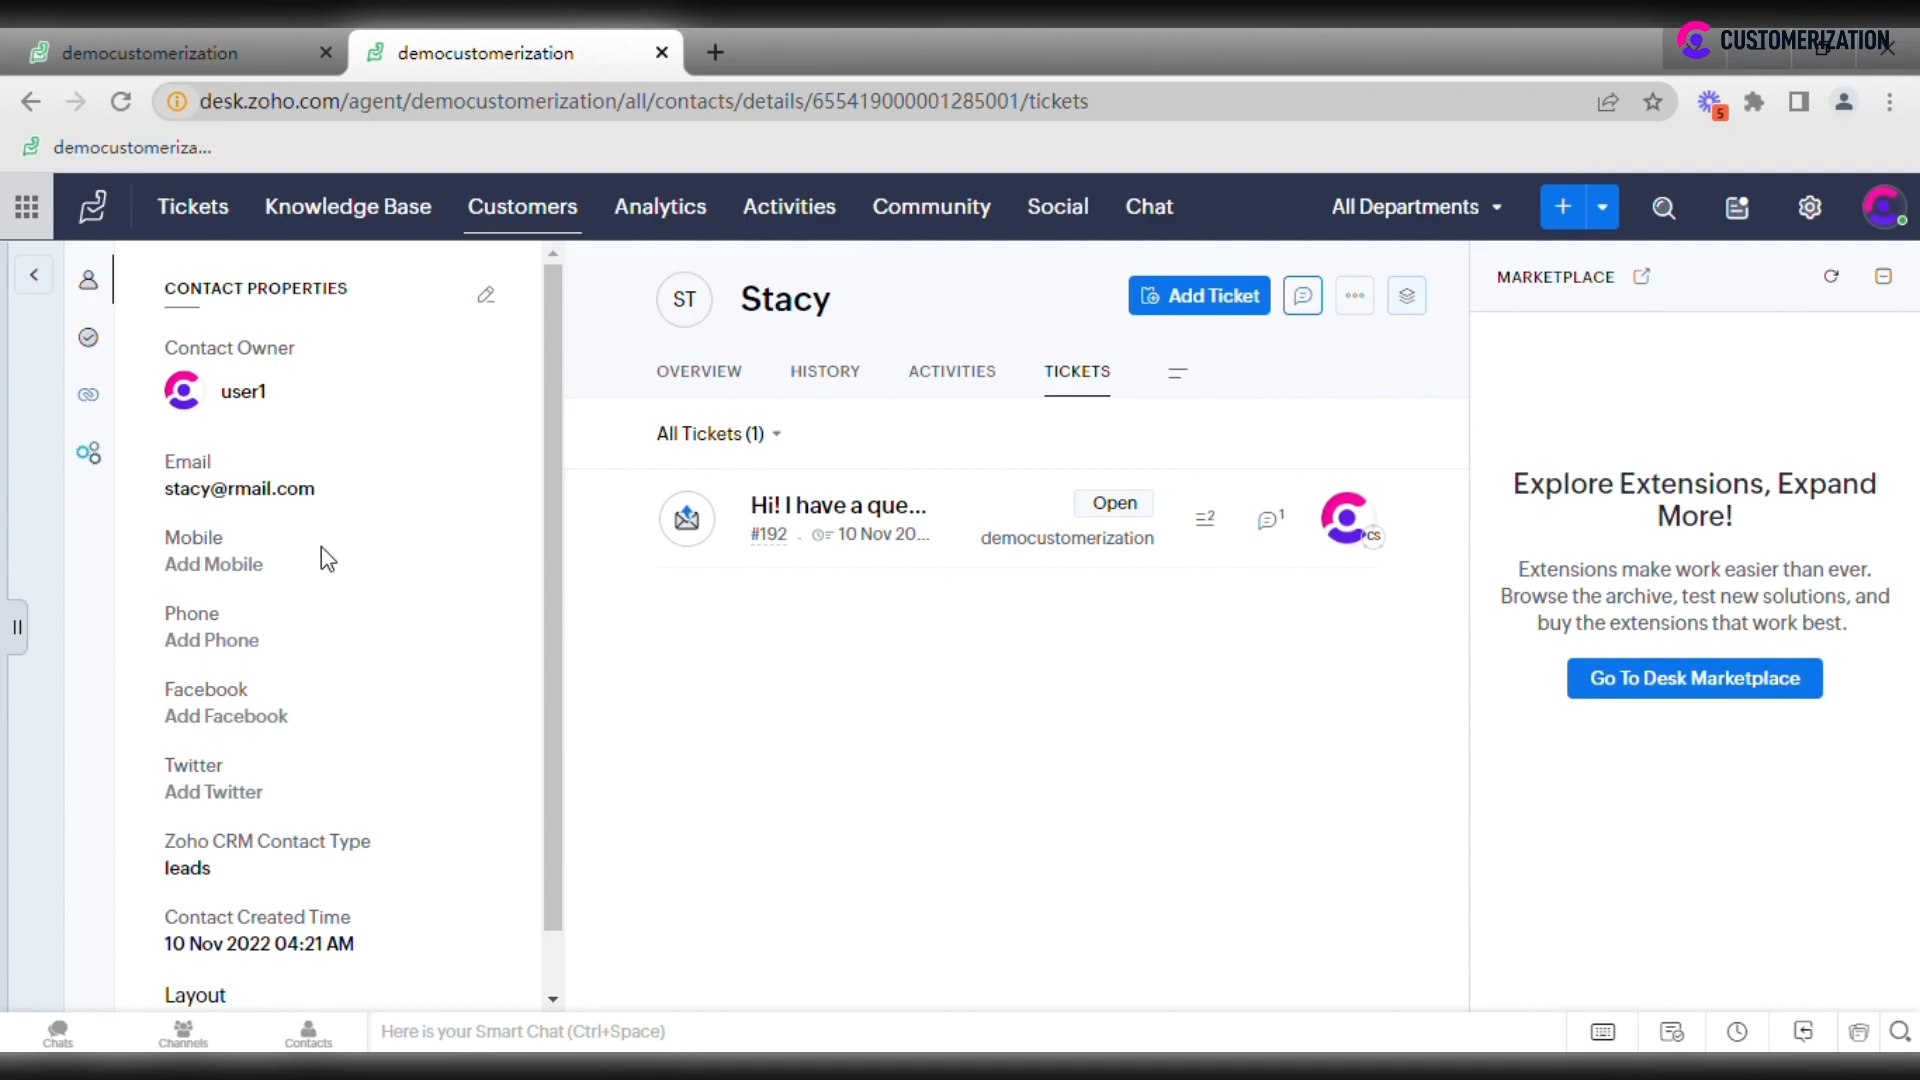 CUSTOMERIZATION
democustomerization
democustomerization
desk.zoho.com/agent/democustomerization/all/contacts/details/655419000001285001/tickets
5
democustomeriza...
Tickets
Knowledge Base
Customers
Analytics
Activities
Community
Social
Chat
All Departments
CONTACT PROPERTIES
Contact Owner
user1
Email
stacy@rmail.com
Mobile
Add Mobile
Phone
Add Phone
Facebook
Add Facebook
Twitter
Add Twitter
Zoho CRM Contact Type
leads
Contact Created Time
10 Nov 2022 04:21 AM
Layout
ST
Stacy
Add Ticket
OVERVIEW
HISTORY
ACTIVITIES
TICKETS
All Tickets (1)
Hi! I have a que...
#192 . 10 Nov 20...
Open
democustomerization
2
1
CS
MARKETPLACE
Explore Extensions, Expand
More!
Extensions make work easier than ever.
Browse the archive, test new solutions, and
buy the extensions that work best.
Go To Desk Marketplace
Chats
Channels
Contacts
Here is your Smart Chat (Ctrl+Space)